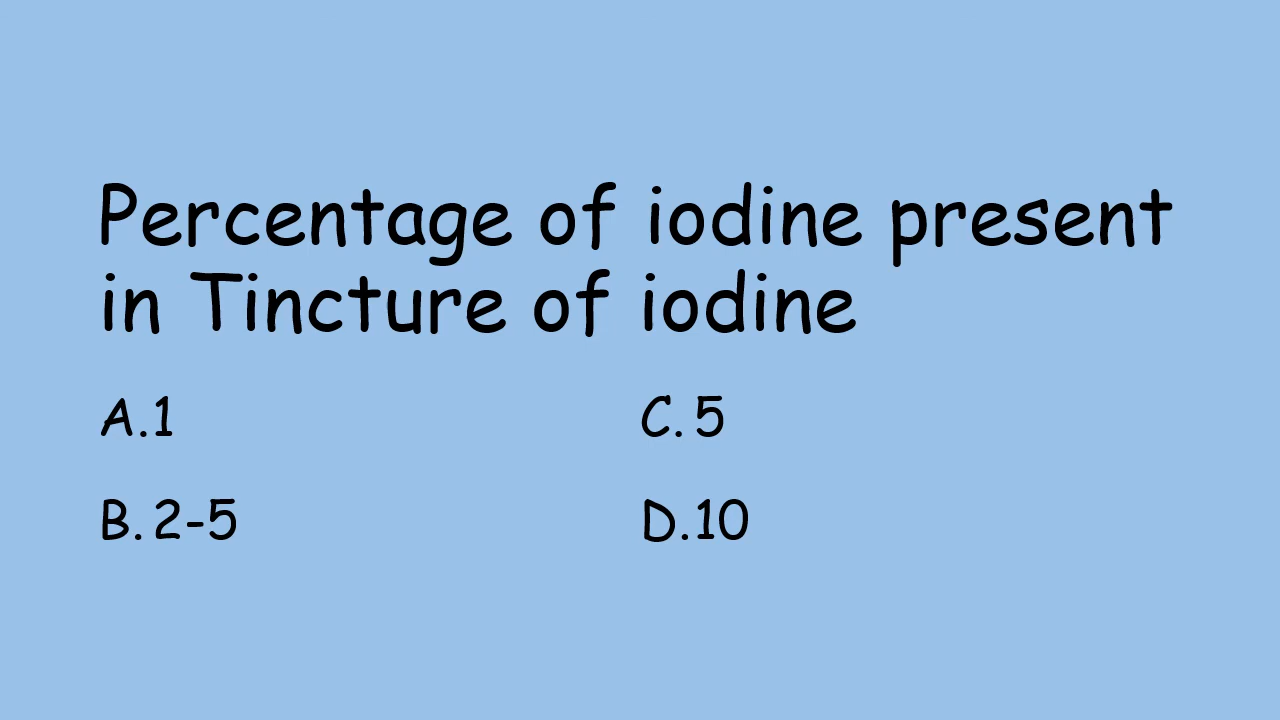 Percentage of iodine present
in Tincture of iodine
A.1
B. 2-5
C. 5
D.10